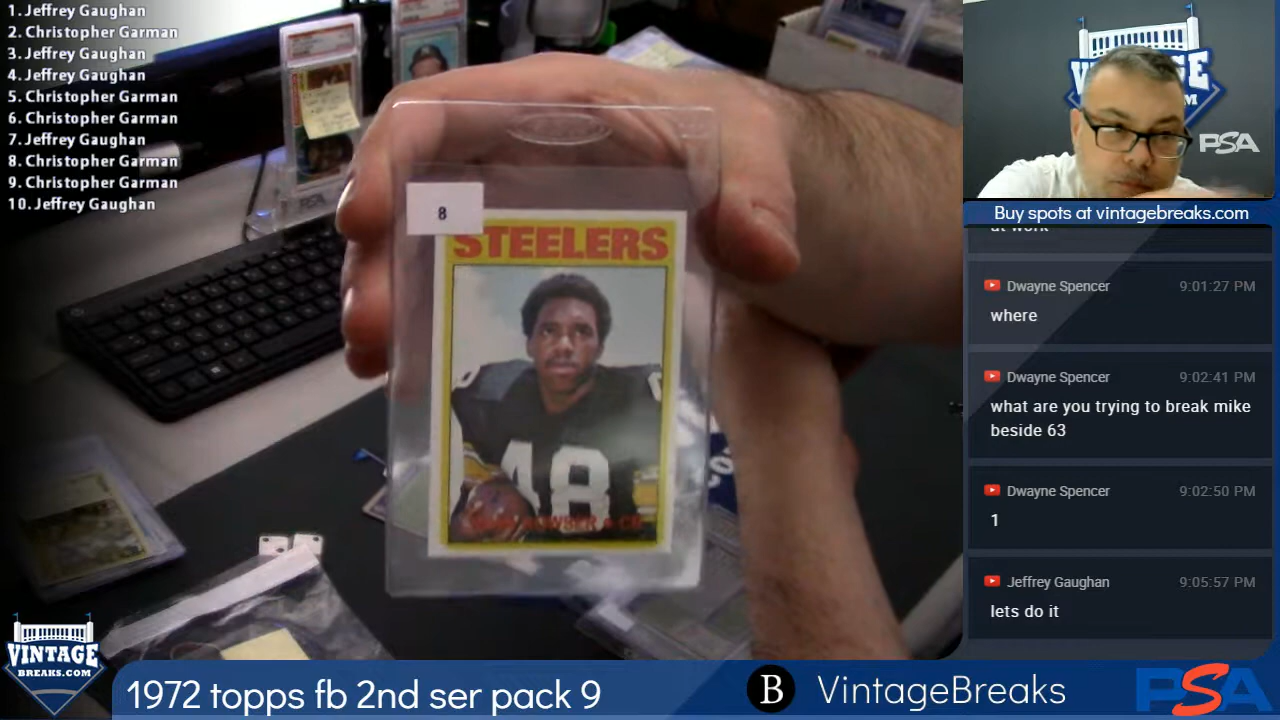 1. Jeffrey Gaughan
2. Christopher Garman
3. Jeffrey Gaughan
4. Jeffrey Gaughan
5. Christopher Garman
6. Christopher Garman
7. Jeffrey Gaughan
8. Christopher Garman
9. Christopher Garman
10. Jeffrey Gaughan
8
STEELERS
48
VINTAGE
PSA
Buy spots at vintagebreaks.com
at work
Dwayne Spencer 9:01:27 PM
where
Dwayne Spencer 9:02:41 PM
what are you trying to break mike
beside 63
Dwayne Spencer 9:02:50 PM
1
Jeffrey Gaughan 9:05:57 PM
lets do it
VINTAGE
BREAKS.COM
1972 topps fb 2nd ser pack 9
B VintageBreaks
PSA